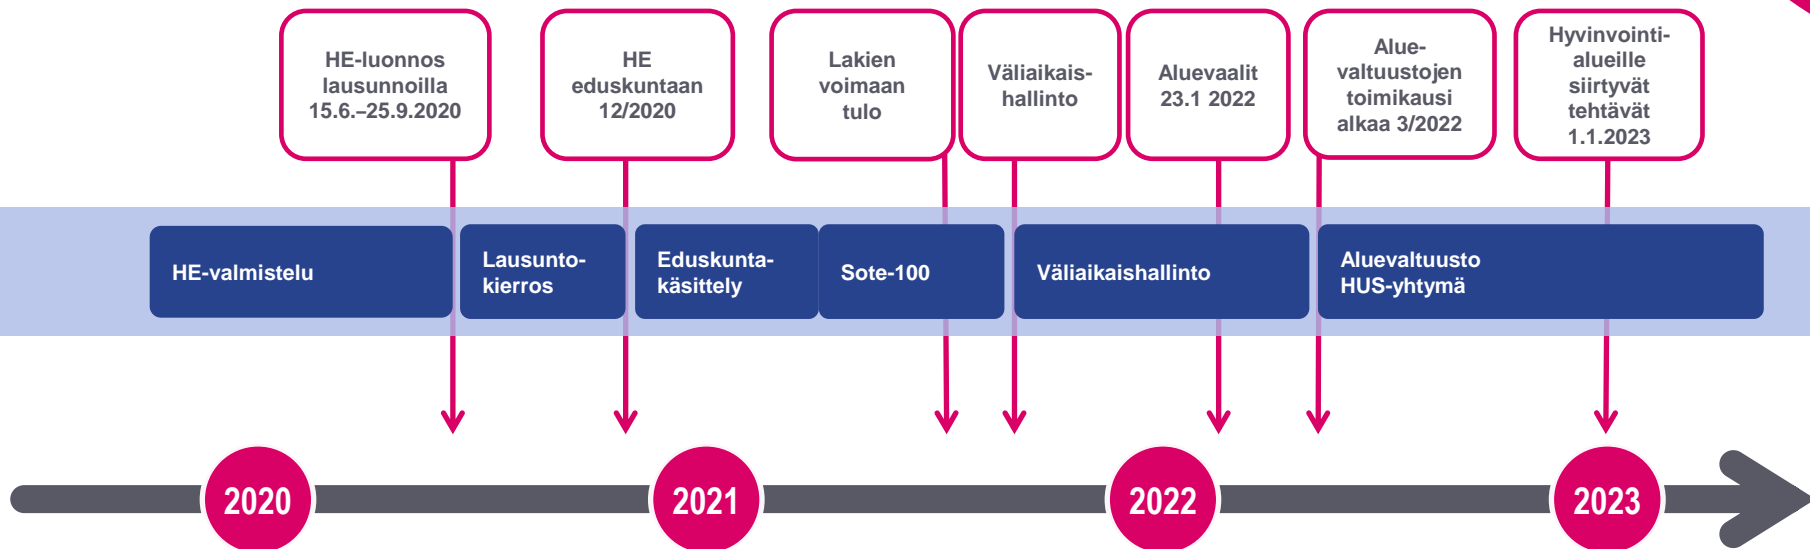 HE-luonnos
lausunnoilla
15.6.–25.9.2020
HE
eduskuntaan
12/2020
Lakien
voimaan
tulo
Väliaikais-
hallinto
Aluevaalit
23.1 2022
Alue-
valtuustojen
toimikausi
alkaa 3/2022
Hyvinvointi-
alueille
siirtyvät
tehtävät
1.1.2023
HE-valmistelu
Lausunto-
kierros
Eduskunta-
käsittely
Sote-100
Väliaikaishallinto
Aluevaltuusto
HUS-yhtymä
2020
2021
2022
2023